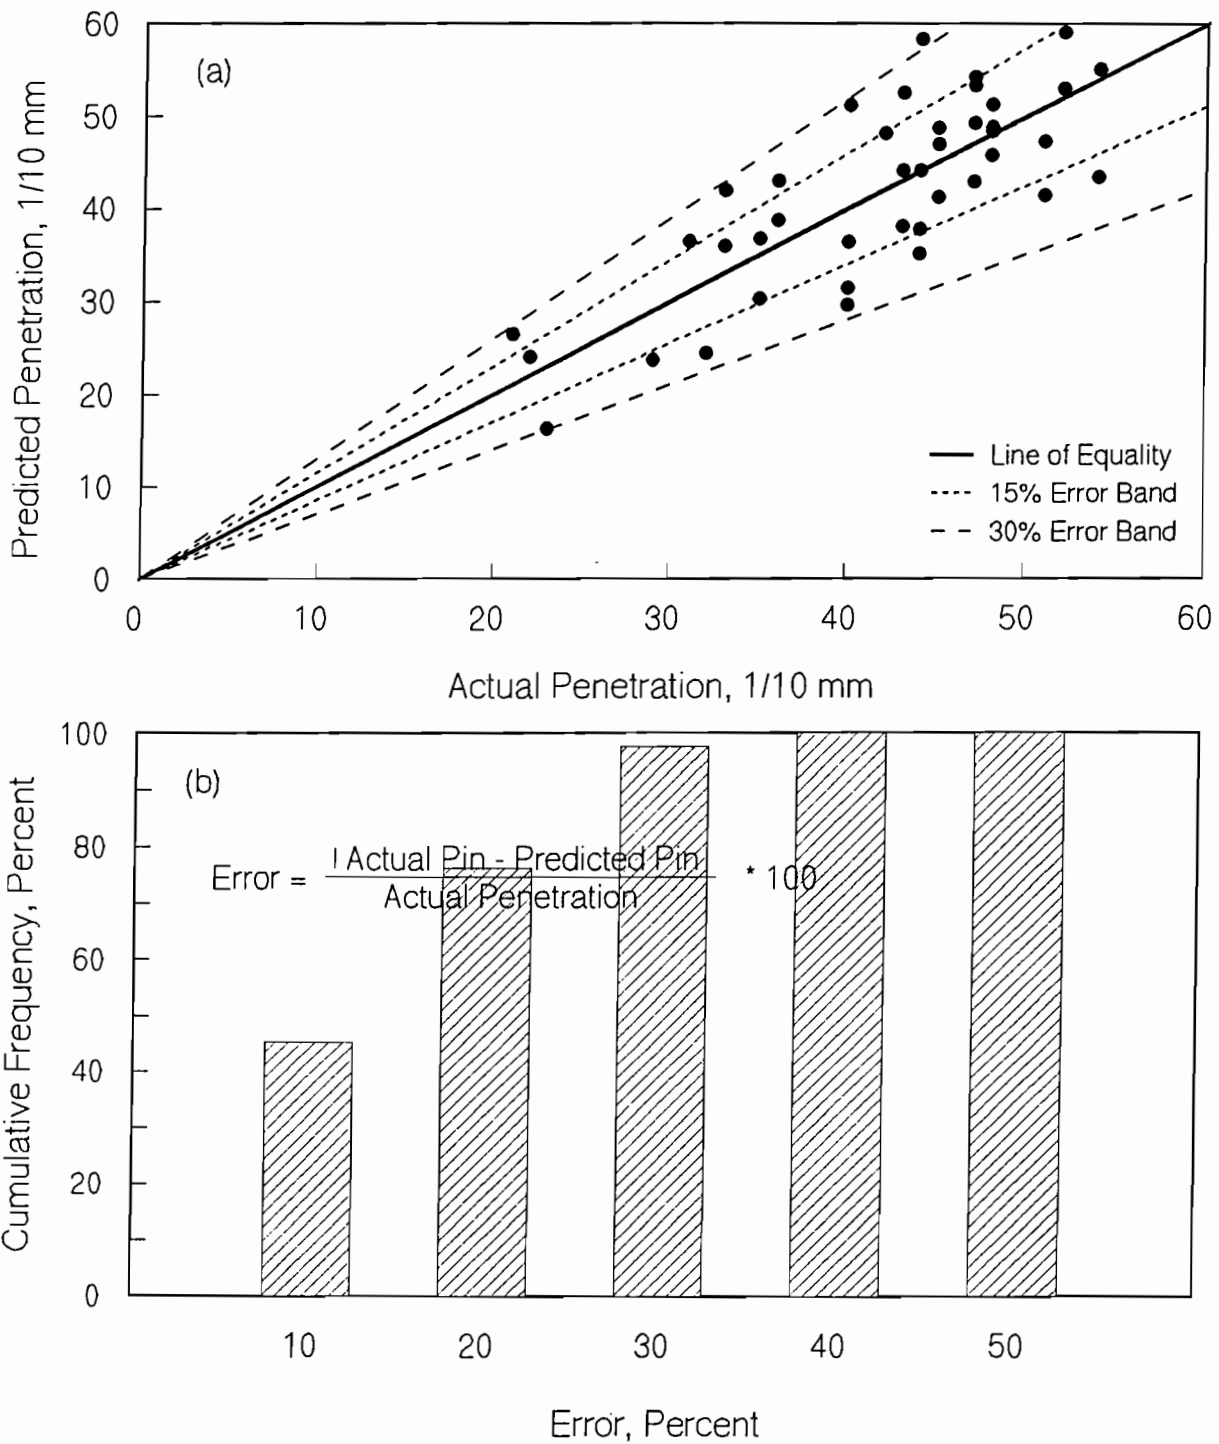 60
50
40
30
20
10
0
Predicted Penetration, 1/10 mm
(a)
Line of Equality
15% Error Band
30% Error Band
0 10 20 30 40 50 60
Actual Penetration, 1/10 mm
100
80
60
40
20
0
Cumulative Frequency, Percent
(b)
Error = | Actual Pin - Predicted Pin * 100
Actual Penetration
10 20 30 40 50
Error, Percent